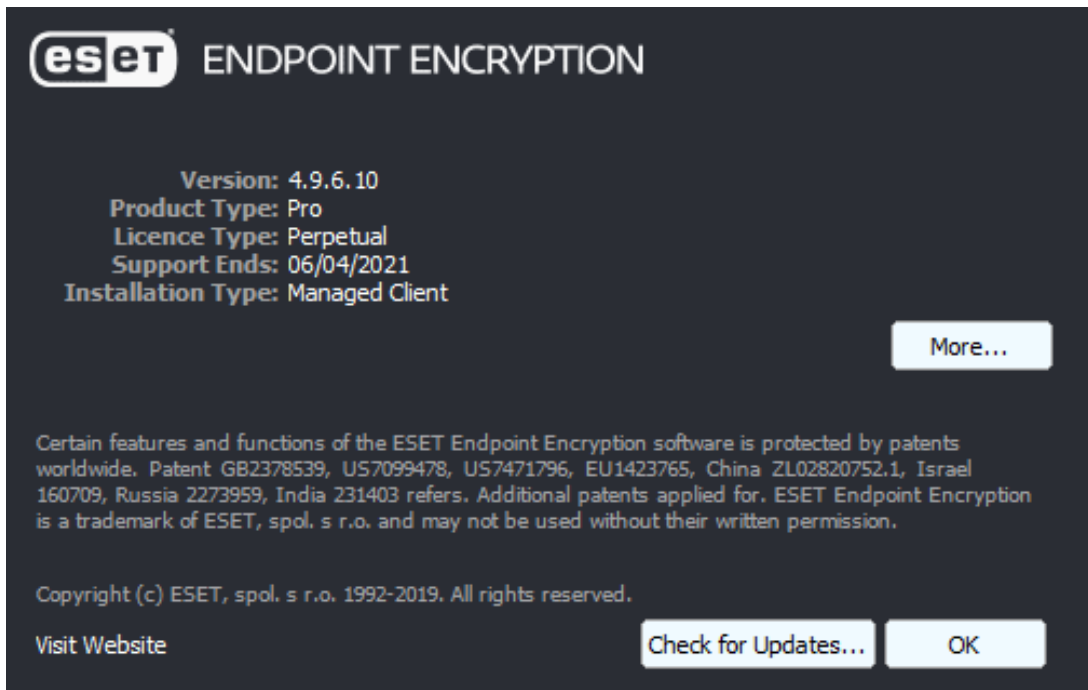 eset ENDPOINT ENCRYPTION
Version: 4.9.6.10
Product Type: Pro
Licence Type: Perpetual
Support Ends: 06/04/2021
Installation Type: Managed Client
More...
Certain features and functions of the ESET Endpoint Encryption software is protected by patents
worldwide. Patent GB2378539, US7099478, US7471796, EU1423765, China ZL02820752.1, Israel
160709, Russia 2273959, India 231403 refers. Additional patents applied for. ESET Endpoint Encryption
is a trademark of ESET, spol. s r.o. and may not be used without their written permission.
Copyright (c) ESET, spol. s r.o. 1992-2019. All rights reserved.
Visit Website Check for Updates... OK